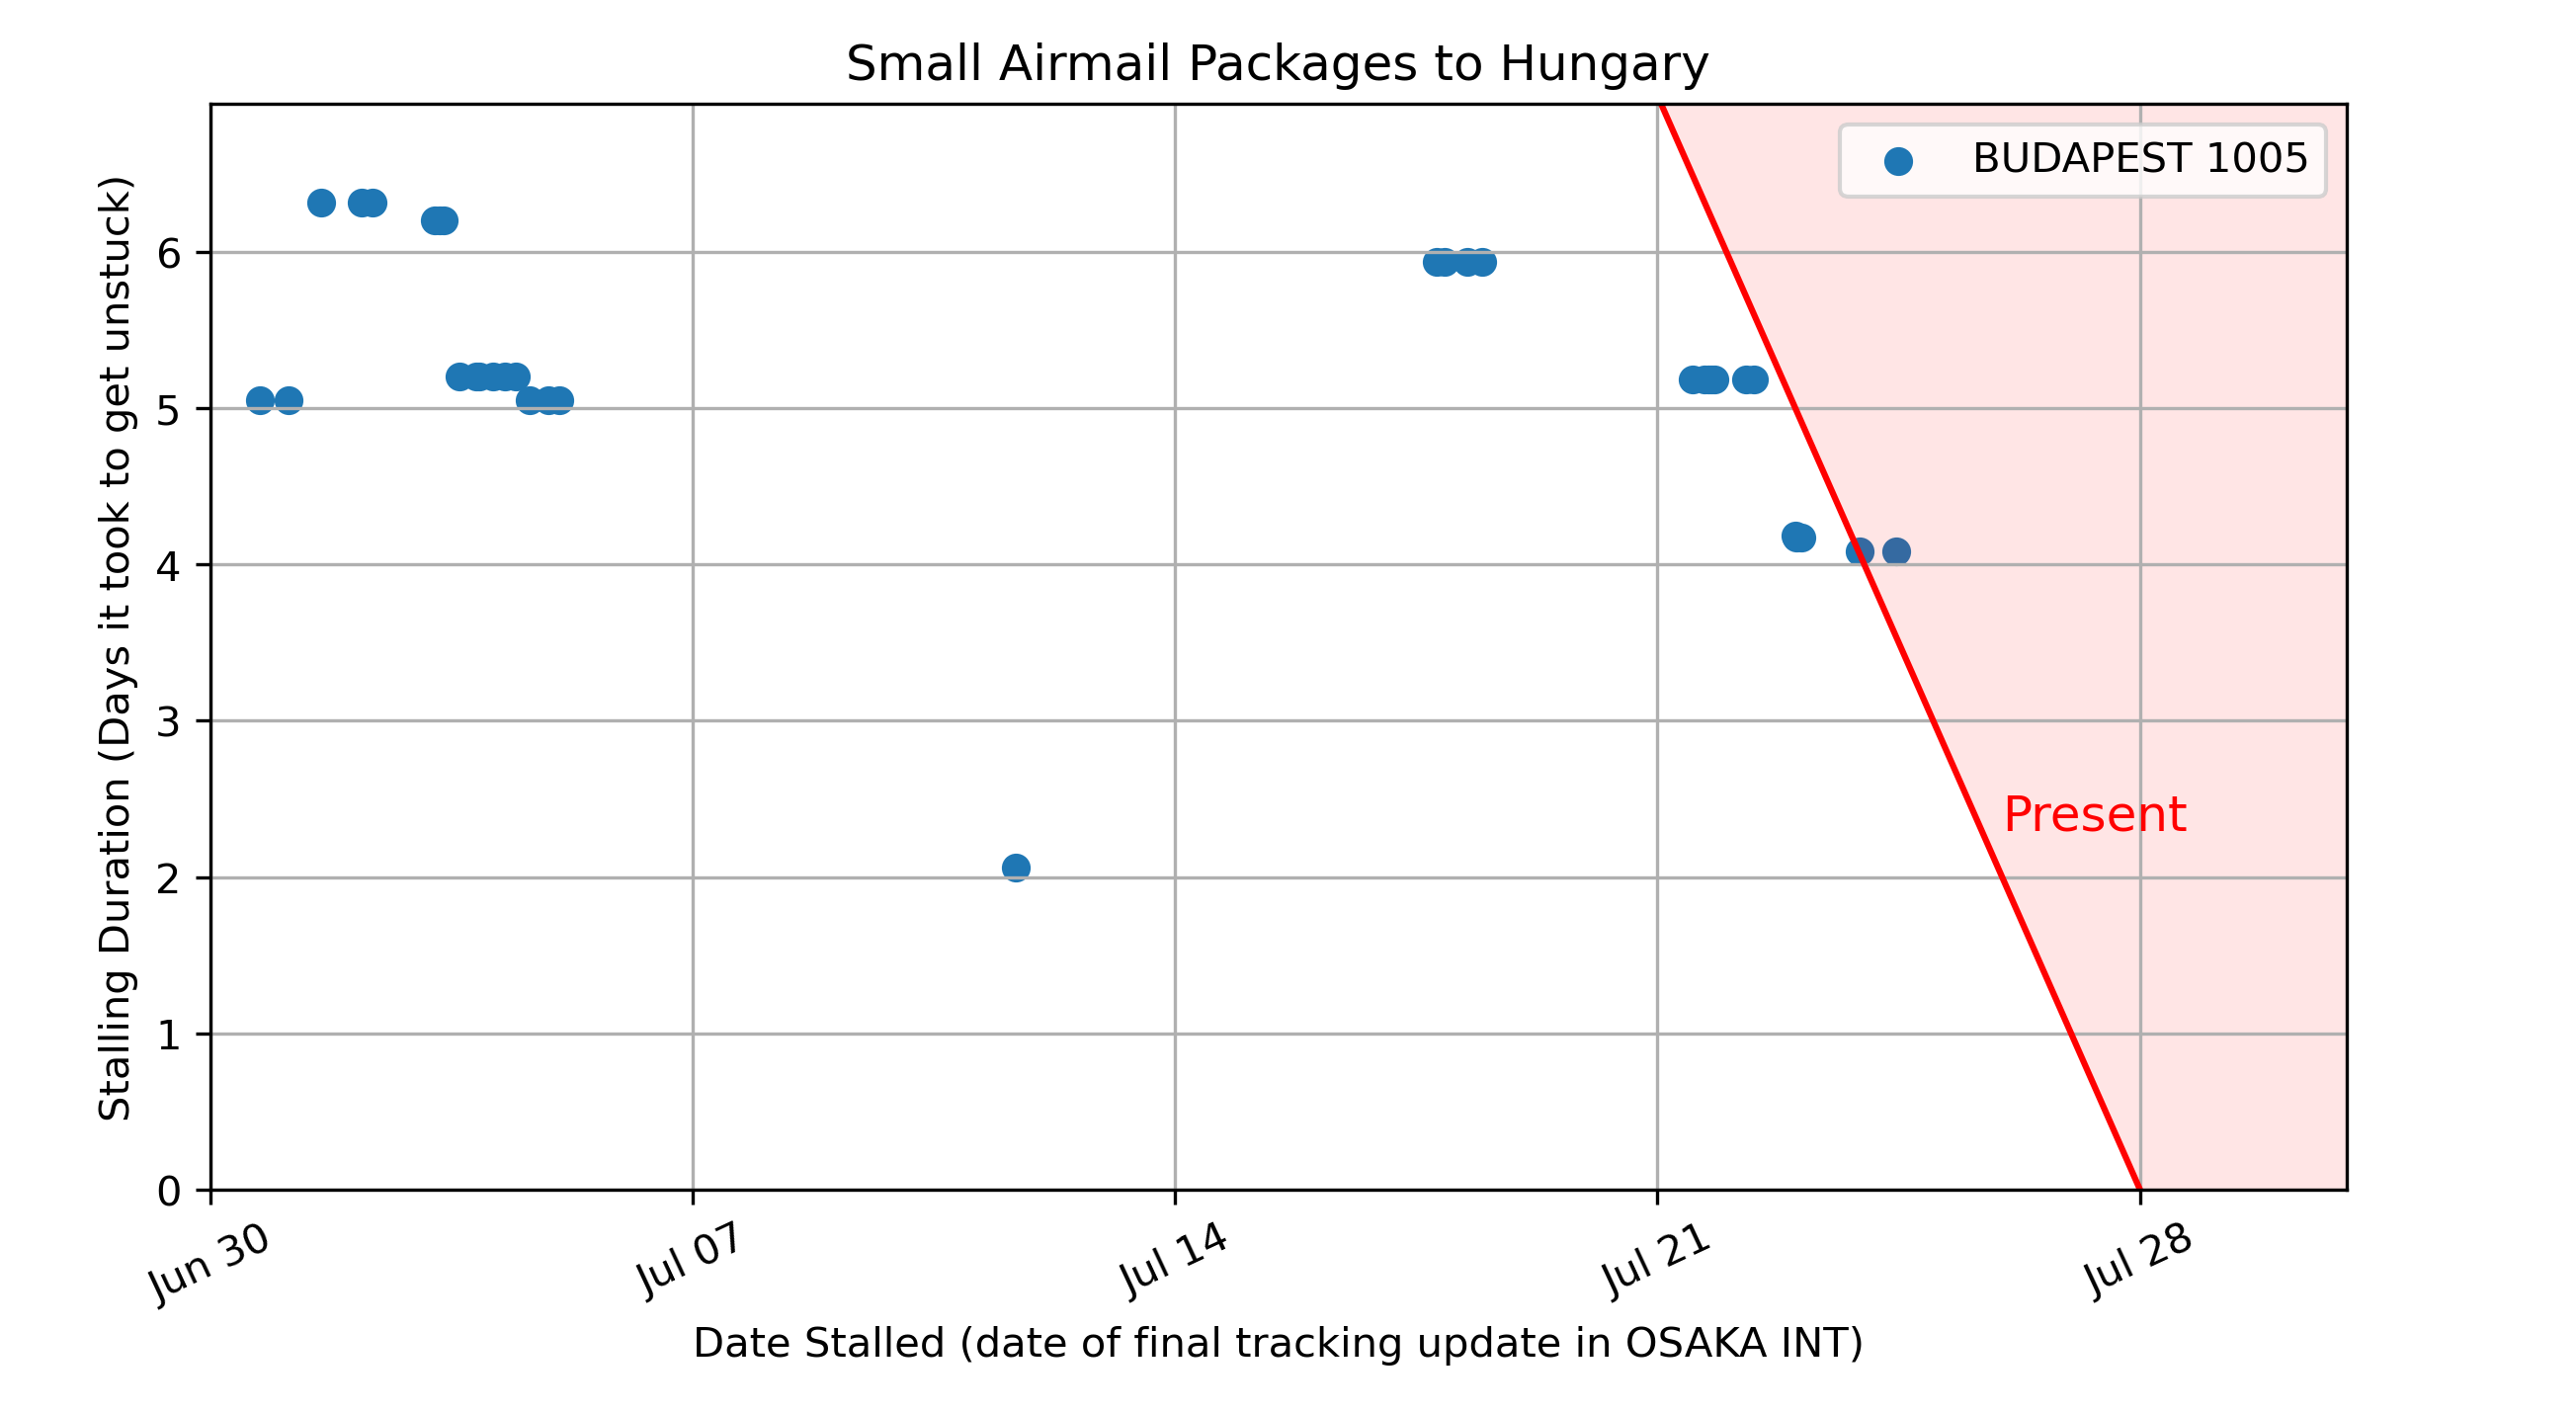 Small Airmail Packages to Hungary
BUDAPEST 1005
Stalling Duration (Days it took to get unstuck)
6
5
4
3
2
1
0
Present
Jun 30
Jul 07
Jul 14
Jul 21
Jul 28
Date Stalled (date of final tracking update in OSAKA INT)